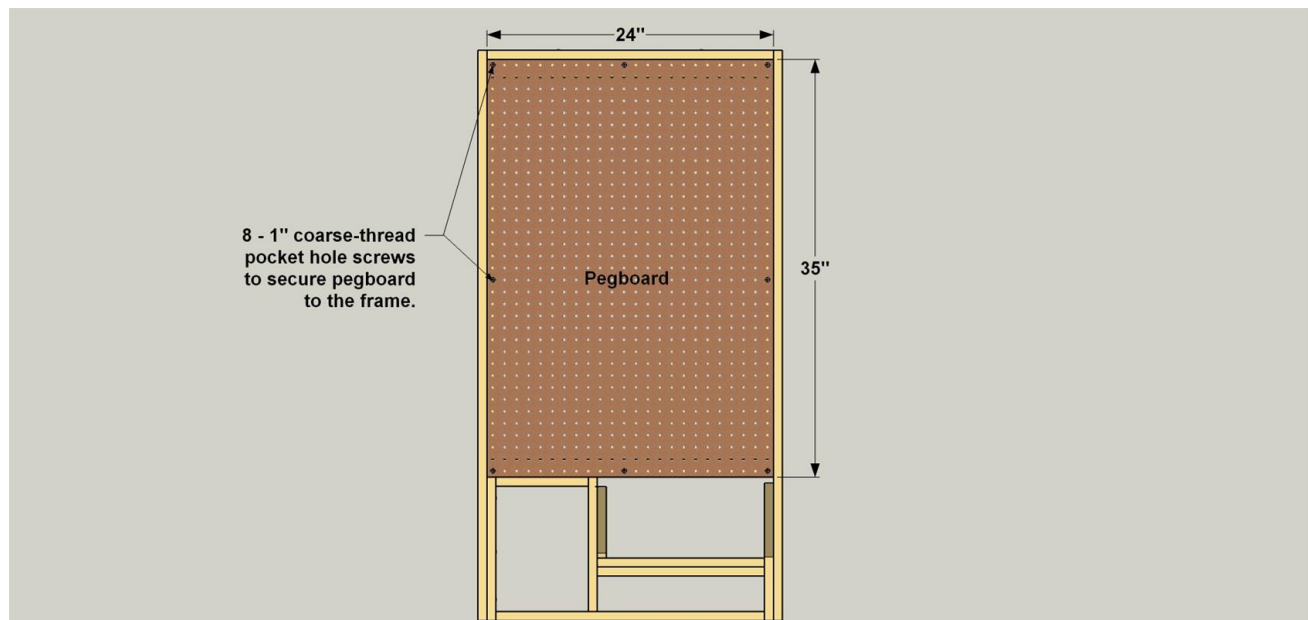 24"
8 - 1" coarse-thread
pocket hole screws
to secure pegboard
to the frame.
Pegboard
35"